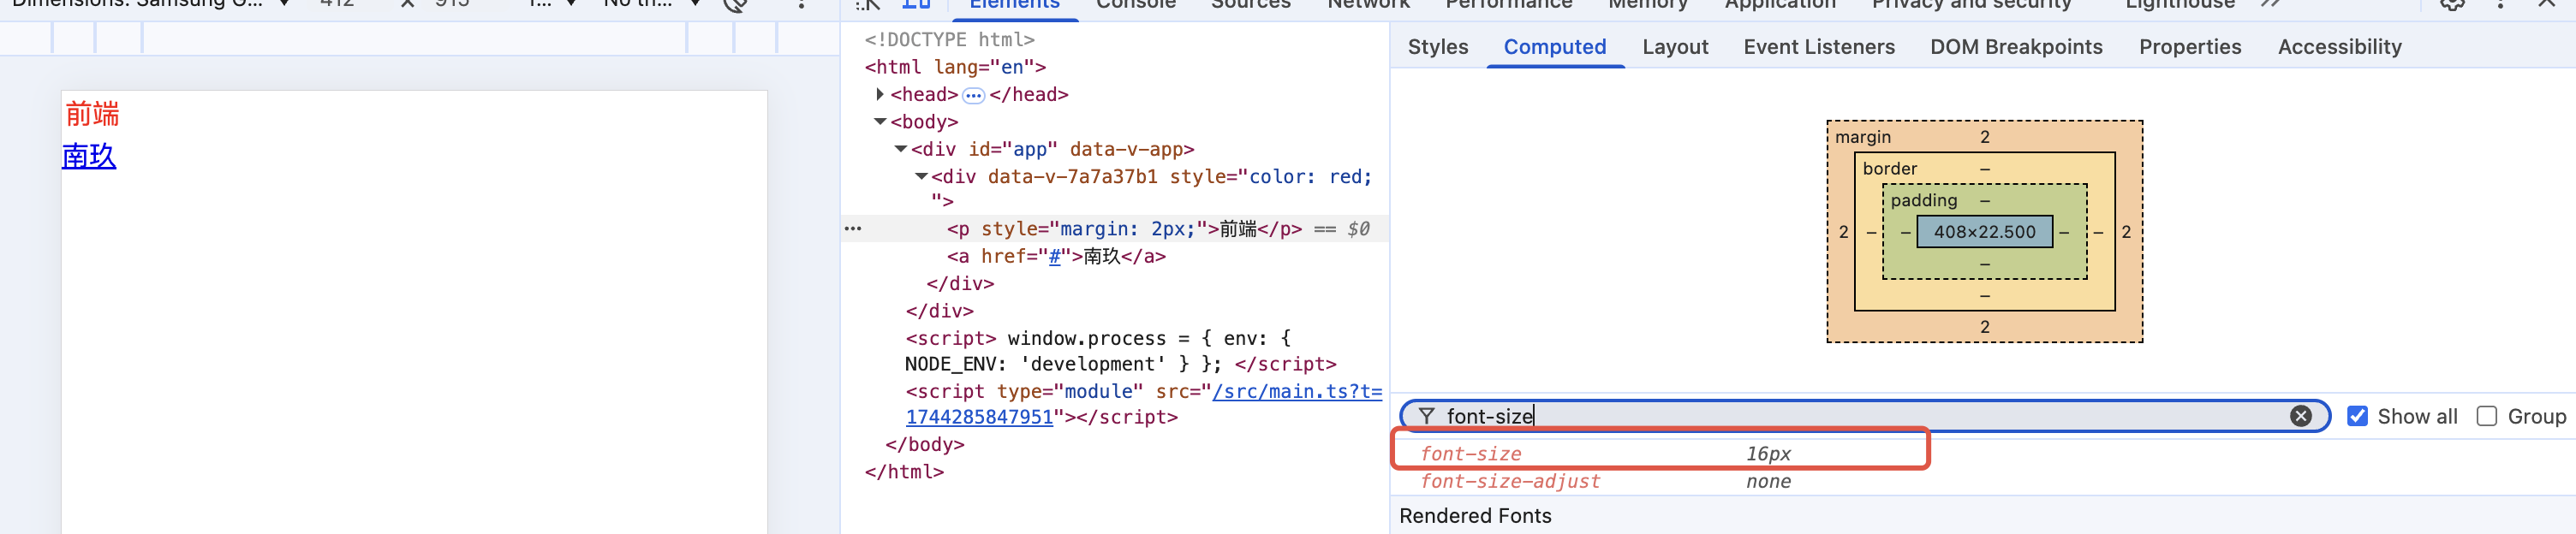 Dimensions: Samsung G... 412 × 915 1... No th...
Elements Console Sources Network Performance Memory Application Privacy and security Lighthouse
Styles Computed Layout Event Listeners DOM Breakpoints Properties Accessibility
前端
南玖
<!DOCTYPE html>
<html lang="en">
<head> ••• </head>
<body>
<div id="app" data-v-app>
<div data-v-7a7a37b1 style="color: red;
">
••• <p style="margin: 2px;">前端</p> == $0
<a href="#">南玖</a>
</div>
</div>
<script> window.process = { env: {
NODE_ENV: 'development' } }; </script>
<script type="module" src="/src/main.ts?t=
1744285847951"></script>
</body>
</html>
margin 2
border –
padding –
2 – – 408×22.500 – – 2
–
–
2
font-size Show all Group
font-size 16px
font-size-adjust none
Rendered Fonts